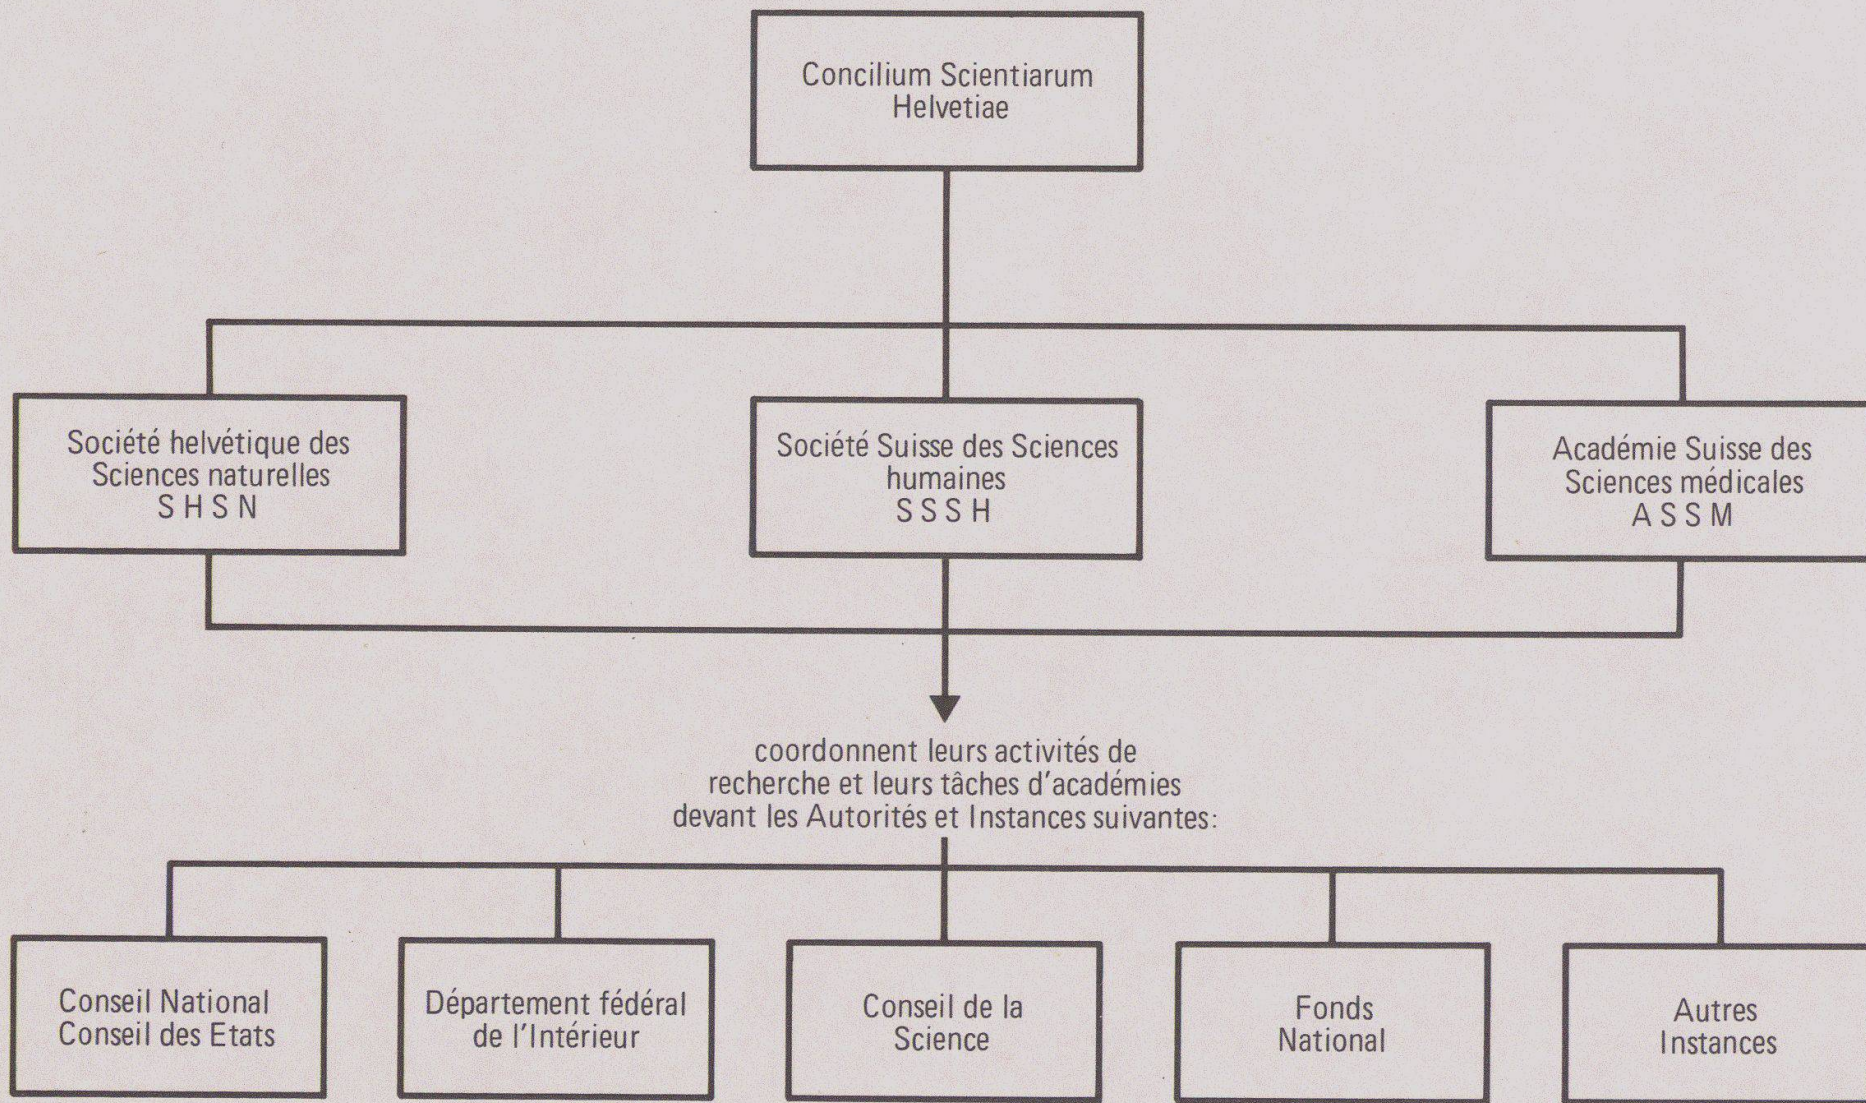 Concilium Scientiarum
Helvetiae
Société helvétique des
Sciences naturelles
S H S N
Société Suisse des Sciences
humaines
S S S H
Académie Suisse des
Sciences médicales
A S S M
coordonnent leurs activités de
recherche et leurs tâches d'académies
devant les Autorités et Instances suivantes:
Conseil National
Conseil des Etats
Département fédéral
de l'Intérieur
Conseil de la
Science
Fonds
National
Autres
Instances